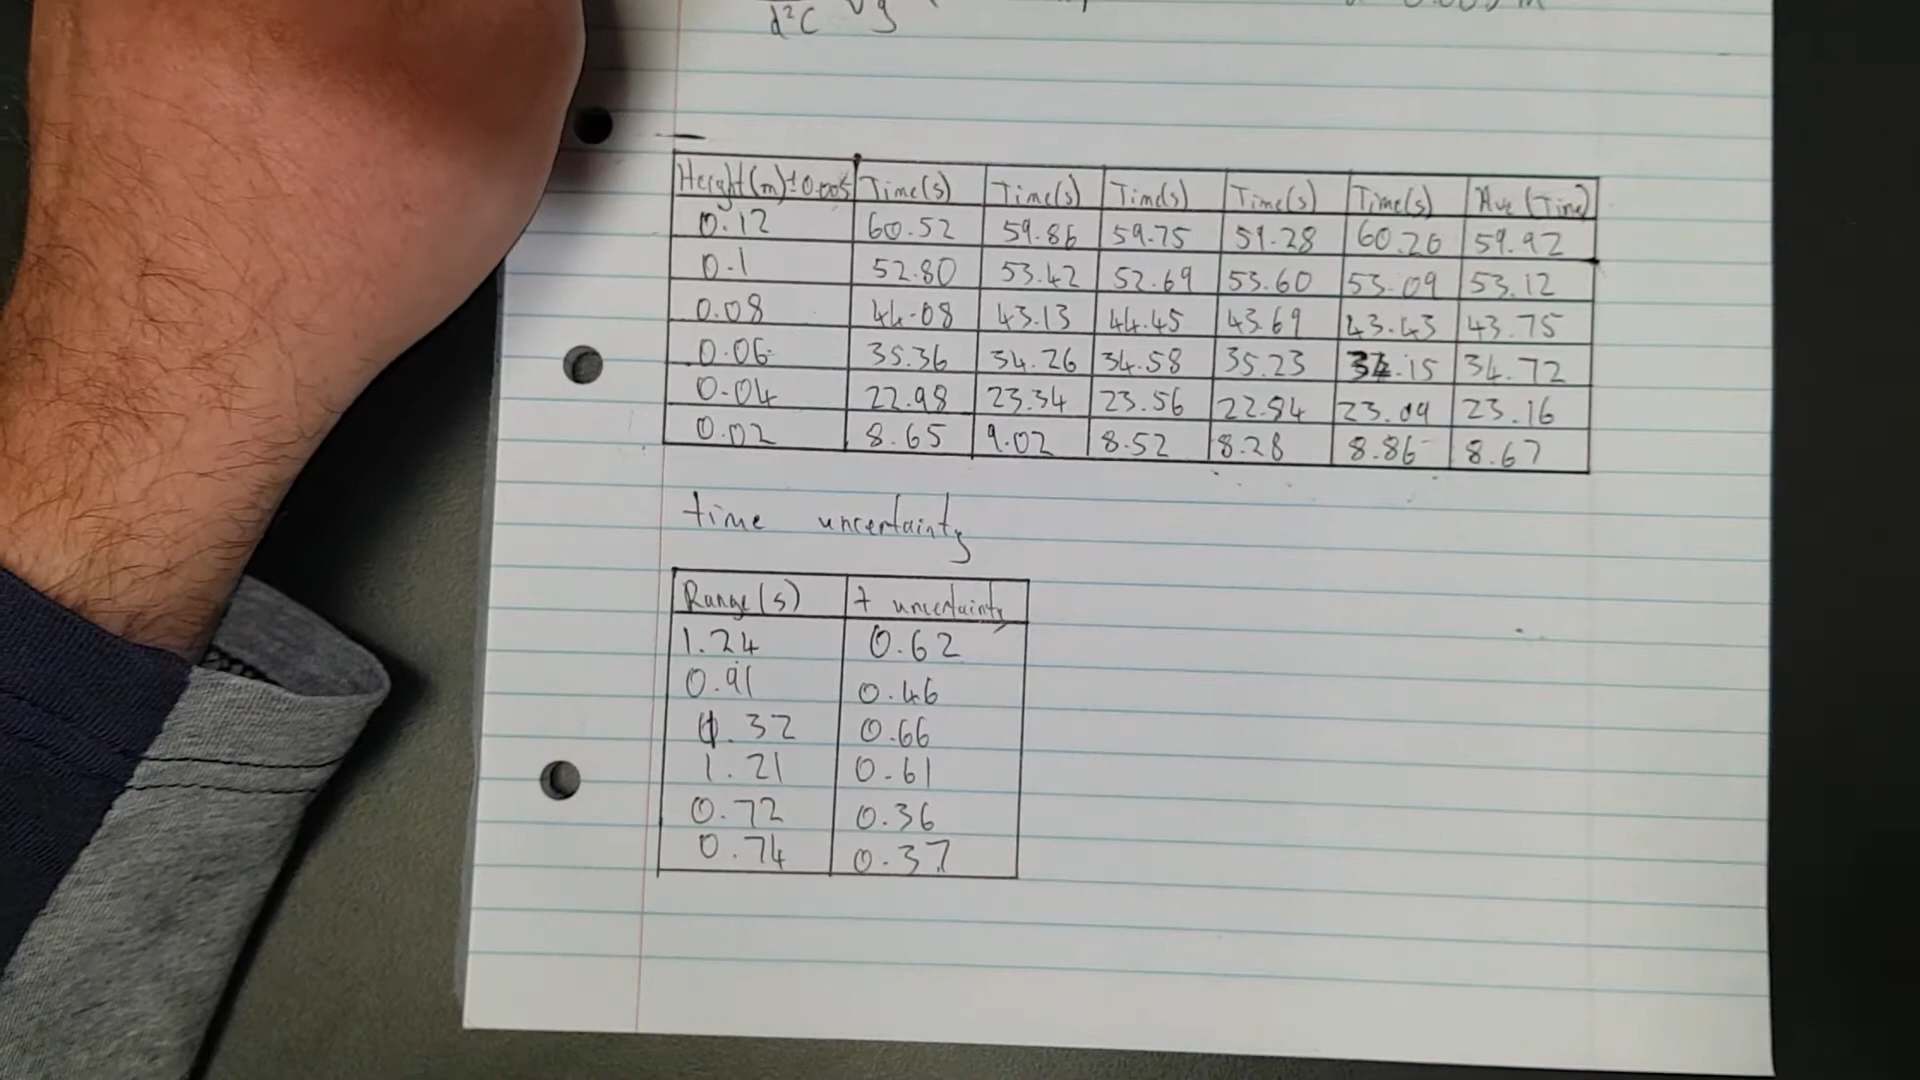 d²C √g
Height(m)±0.005 Time(s) Time(s) Time(s) Time(s) Time(s) Ave (Time)
0.12 60.52 59.86 59.75 59.28 60.20 59.92
0.1 52.80 53.42 52.69 53.60 53.09 53.12
0.08 44.08 43.13 44.45 43.69 43.43 43.75
0.06 35.36 34.26 34.58 35.23 34.15 34.72
0.04 22.98 23.34 23.56 22.84 23.09 23.16
0.02 8.65 9.02 8.52 8.28 8.86 8.67
time uncertainty
Range(s) t uncertainty
1.24 0.62
0.91 0.46
1.32 0.66
1.21 0.61
0.72 0.36
0.74 0.37